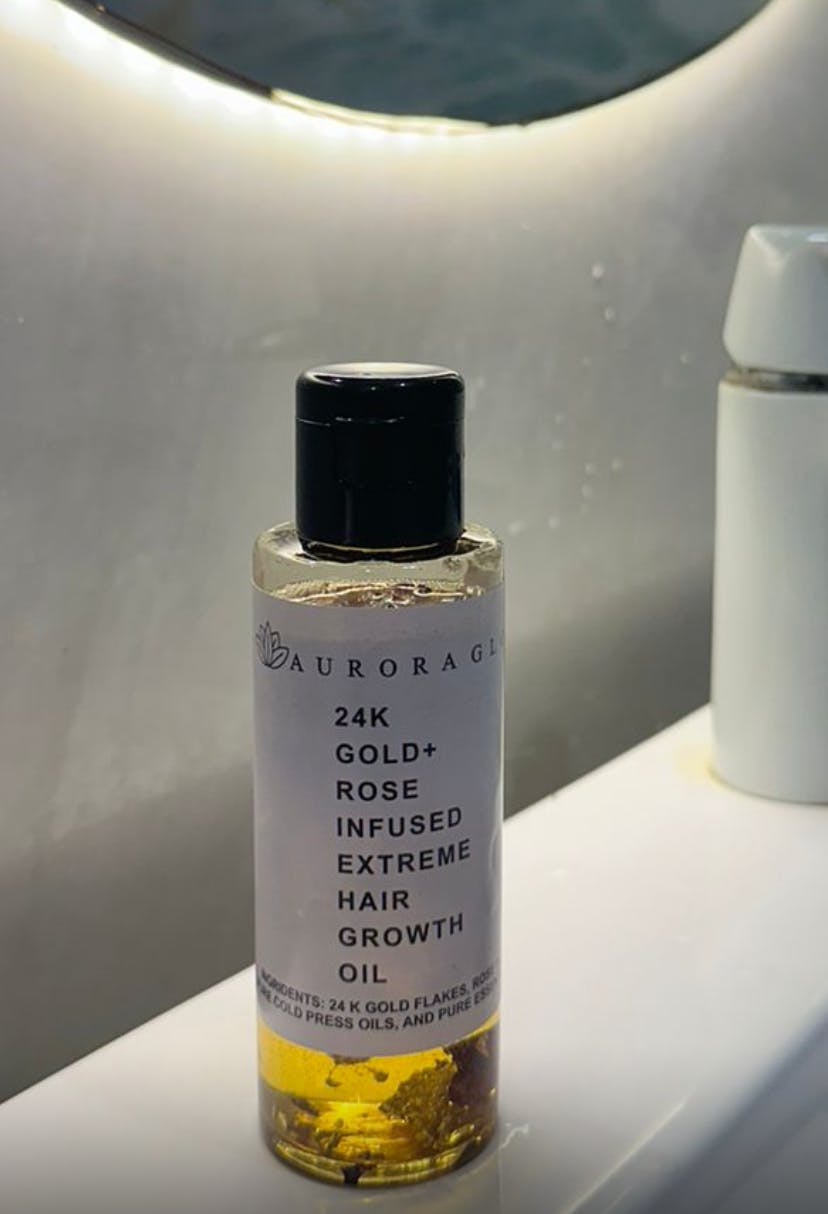 AURORA GL
24K
GOLD+
ROSE
INFUSED
EXTREME
HAIR
GROWTH
OIL
INGRIDENTS: 24 K GOLD FLAKES, ROSE
COLD PRESS OILS, AND PURE